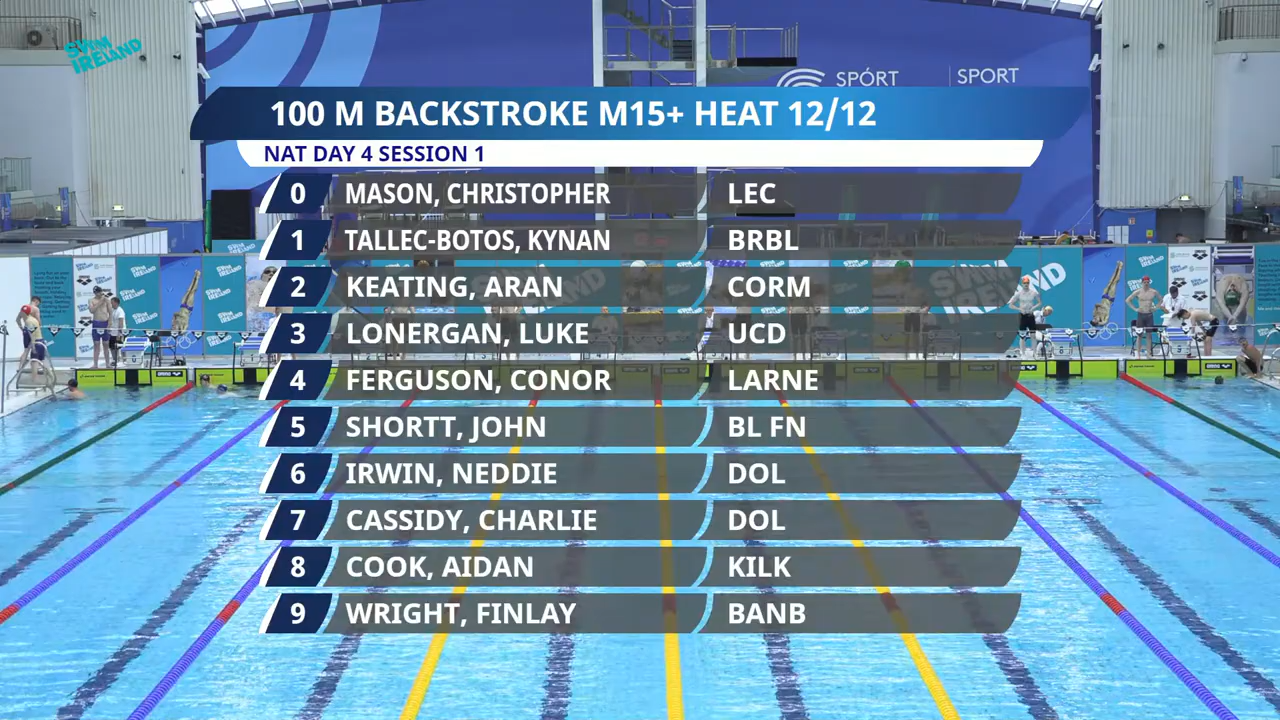 SWIM
IRELAND
SPÓRT
SPORT
100 M BACKSTROKE M15+ HEAT 12/12
NAT DAY 4 SESSION 1
0 MASON, CHRISTOPHER LEC
1 TALLEC-BOTOS, KYNAN BRBL
2 KEATING, ARAN CORM
3 LONERGAN, LUKE UCD
4 FERGUSON, CONOR LARNE
5 SHORTT, JOHN BL FN
6 IRWIN, NEDDIE DOL
7 CASSIDY, CHARLIE DOL
8 COOK, AIDAN KILK
9 WRIGHT, FINLAY BANB
SWIM
IRELAND